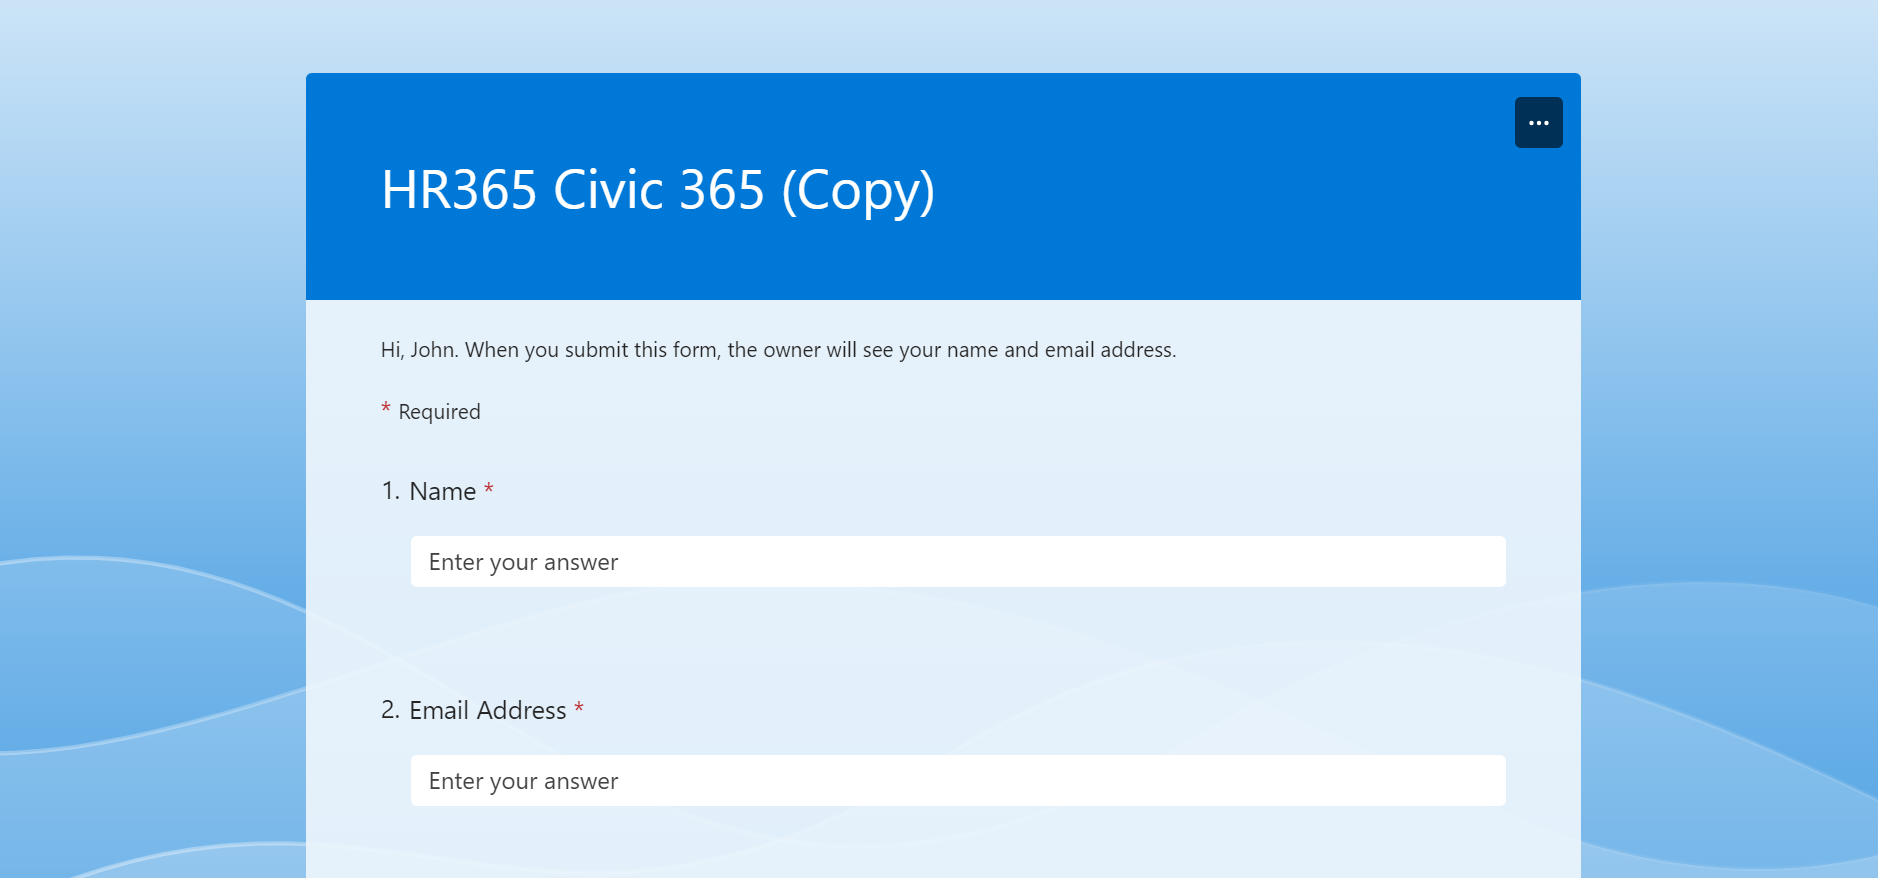 HR365 Civic 365 (Copy)
Hi, John. When you submit this form, the owner will see your name and email address.
* Required
1. Name *
Enter your answer
2. Email Address *
Enter your answer